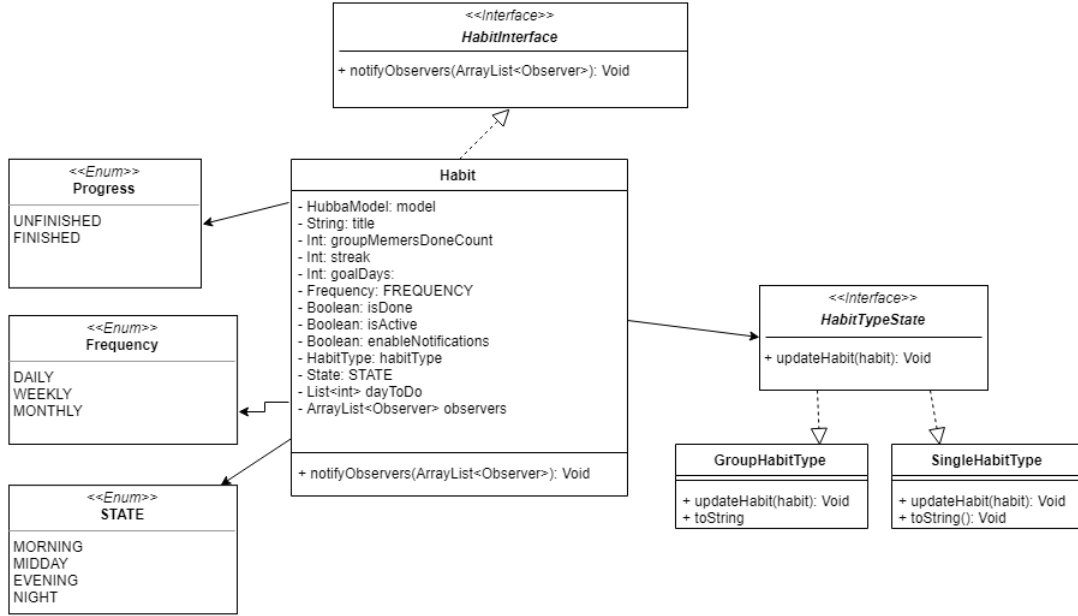 <<Interface>>
HabitInterface
+ notifyObservers(ArrayList<Observer>): Void
<<Enum>>
Progress
UNFINISHED
FINISHED
Habit
- HubbaModel: model
- String: title
- Int: groupMemersDoneCount
- Int: streak
- Int: goalDays:
- Frequency: FREQUENCY
- Boolean: isDone
- Boolean: isActive
- Boolean: enableNotifications
- HabitType: habitType
- State: STATE
- List<int> dayToDo
- ArrayList<Observer> observers
+ notifyObservers(ArrayList<Observer>): Void
<<Enum>>
Frequency
DAILY
WEEKLY
MONTHLY
<<Enum>>
STATE
MORNING
MIDDAY
EVENING
NIGHT
<<Interface>>
HabitTypeState
+ updateHabit(habit): Void
GroupHabitType
+ updateHabit(habit): Void
+ toString
SingleHabitType
+ updateHabit(habit): Void
+ toString(): Void